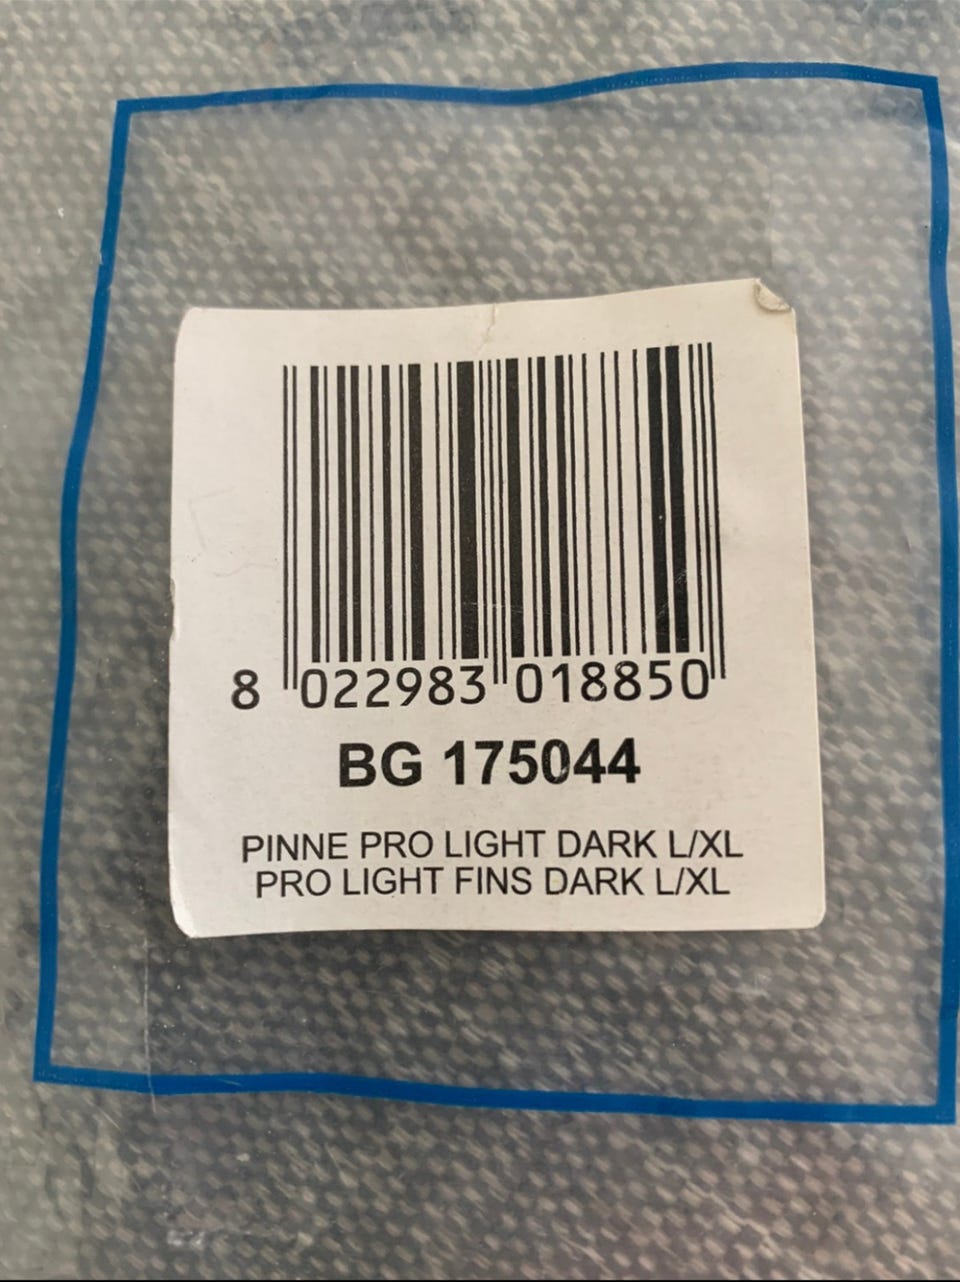 8 022983 018850
BG 175044
PINNE PRO LIGHT DARK L/XL
PRO LIGHT FINS DARK L/XL